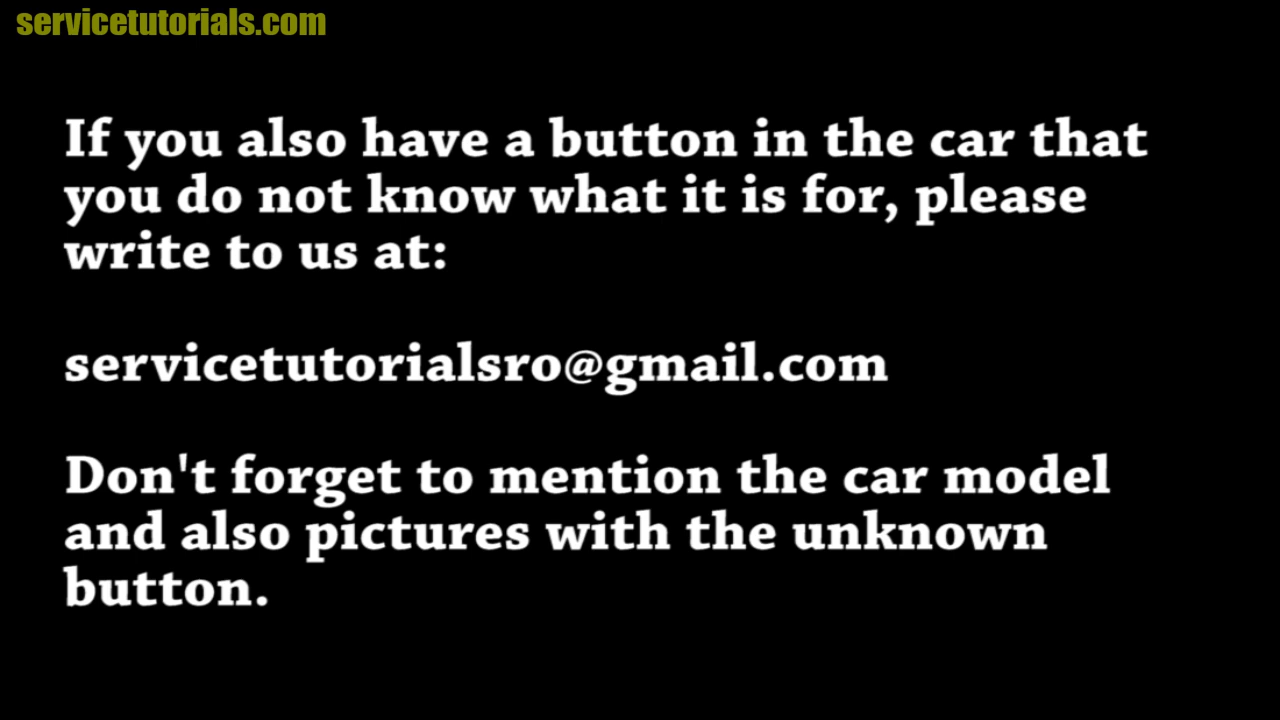 servicetutorials.com
If you also have a button in the car that
you do not know what it is for, please
write to us at:
servicetutorialsro@gmail.com
Don't forget to mention the car model
and also pictures with the unknown
button.